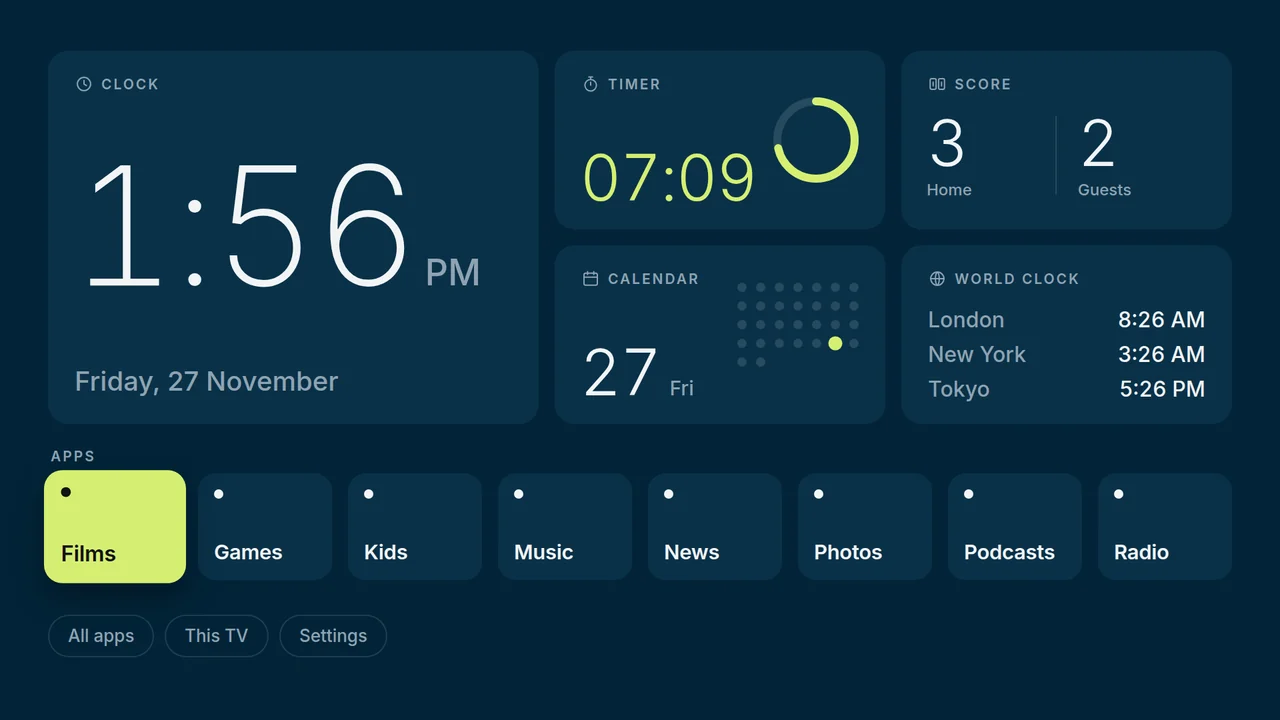 CLOCK
1:56 PM
Friday, 27 November
TIMER
07:09
SCORE
3
Home
2
Guests
CALENDAR
27 Fri
WORLD CLOCK
London 8:26 AM
New York 3:26 AM
Tokyo 5:26 PM
APPS
Films
Games
Kids
Music
News
Photos
Podcasts
Radio
All apps
This TV
Settings